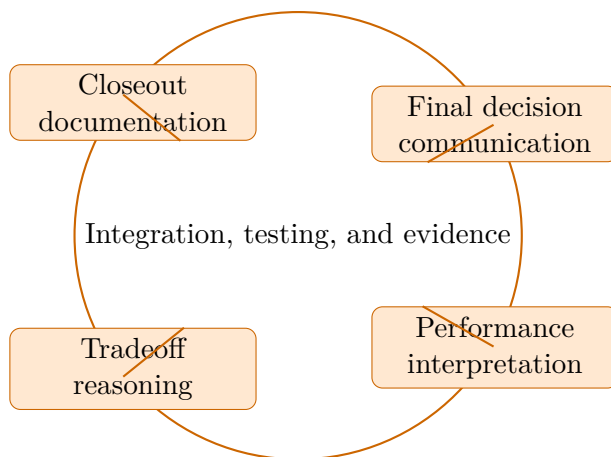 Closeout
documentation
Final decision
communication
Integration, testing, and evidence
Tradeoff
reasoning
Performance
interpretation